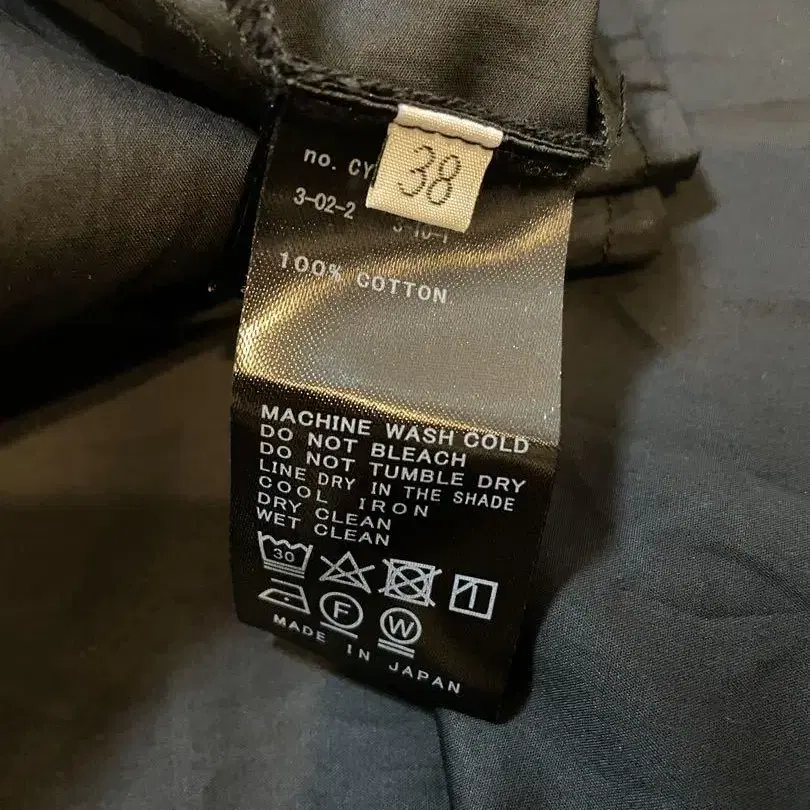 38
no. CY
3-02-2
100% COTTON
MACHINE WASH COLD
DO NOT BLEACH
DO NOT TUMBLE DRY
LINE DRY IN THE SHADE
COOL IRON
DRY CLEAN
WET CLEAN
30
F W
MADE IN JAPAN